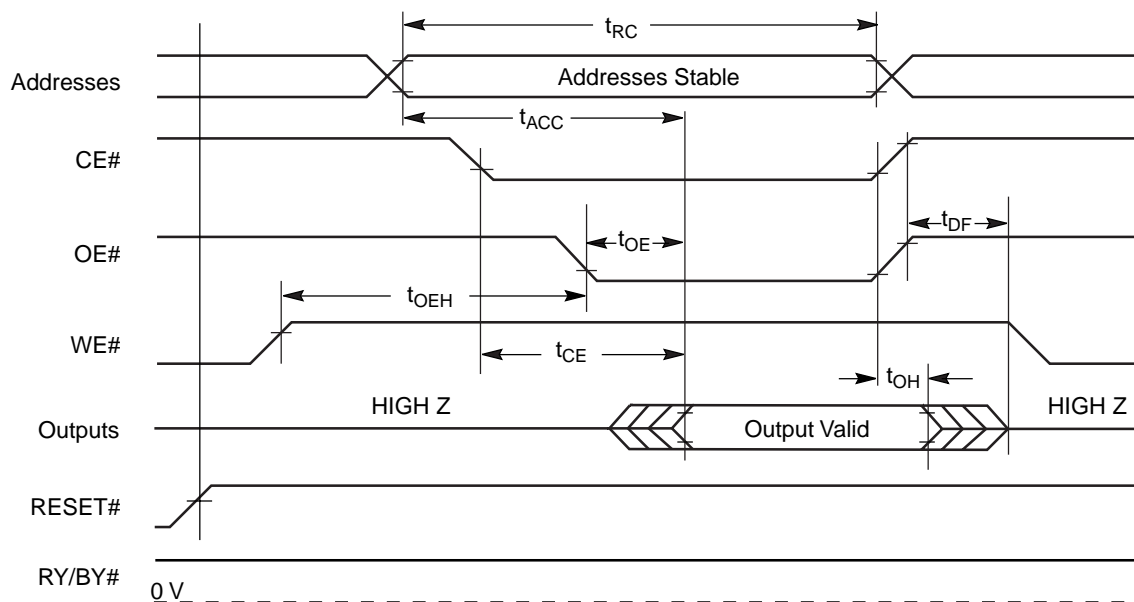 tRC
Addresses
Addresses Stable
tACC
CE#
tDF
OE#
tOE
tOEH
WE#
tCE
tOH
HIGH Z
HIGH Z
Outputs
Output Valid
RESET#
RY/BY#
0 V